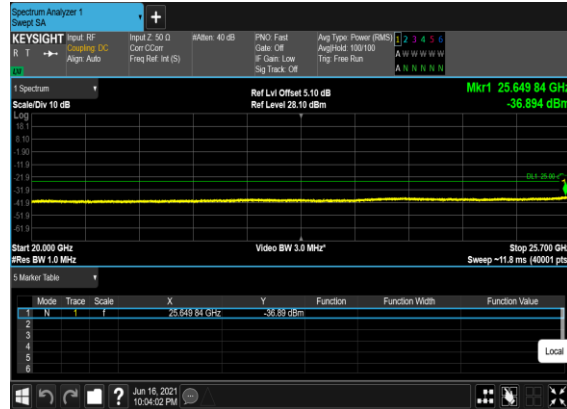 Spectrum Analyzer 1
Swept SA
+
KEYSIGHT Input: RF Input Z: 50 Ω #Atten: 40 dB PNO: Fast Avg Type: Power (RMS) 1 2 3 4 5 6
R T Coupling: DC Corr CCorr Gate: Off Avg|Hold: 100/100 A W W W W W
Align: Auto Freq Ref: Int (S) IF Gain: Low Trig: Free Run
Sig Track: Off A N N N N N
1 Spectrum Ref Lvl Offset 5.10 dB Mkr1 25.649 84 GHz
Scale/Div 10 dB Ref Level 28.10 dBm -36.894 dBm
Log
18.1
8.10
-1.90
-11.9
-21.9
-31.9
-41.9
-51.9
-61.9
Start 20.000 GHz Video BW 3.0 MHz* Stop 25.700 GHz
#Res BW 1.0 MHz Sweep ~11.8 ms (40001 pts)
5 Marker Table
Mode Trace Scale X Y Function Function Width Function Value
1 N 1 f 25.649 84 GHz -36.89 dBm
2
3
4
5
6
Local
? Jun 16, 2021
10:04:02 PM